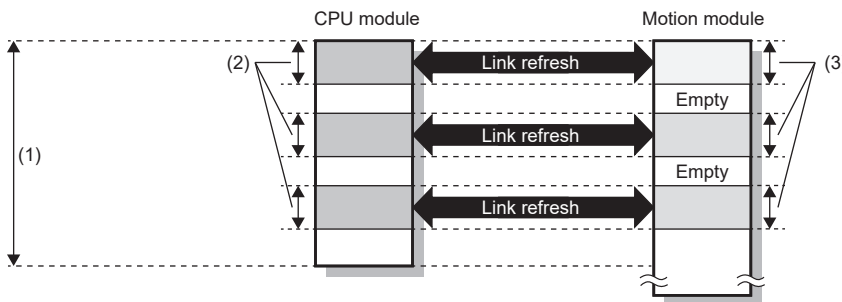 CPU module
Motion module
(2)
Link refresh
(3
Empty
Link refresh
(1)
Empty
Link refresh